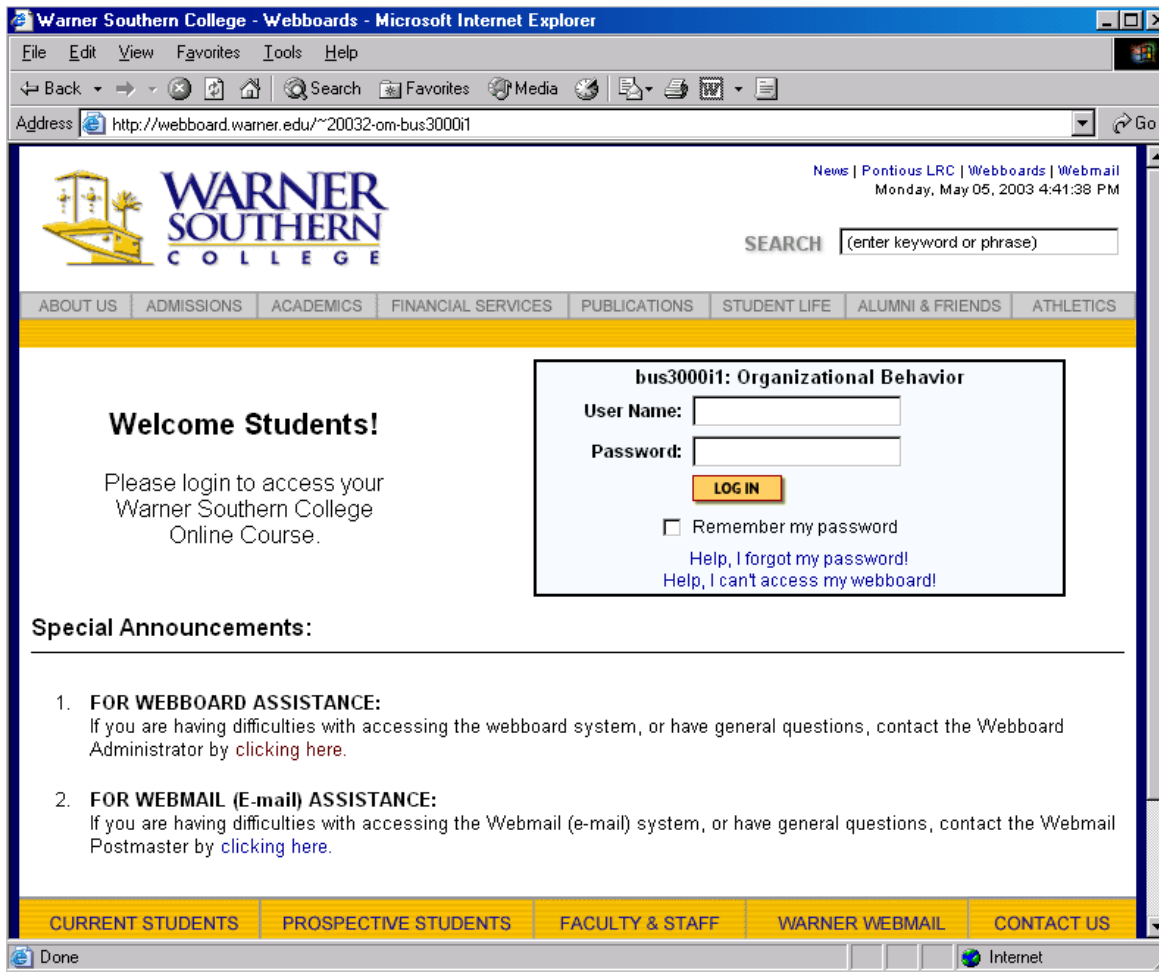 Warner Southern College - Webboards - Microsoft Internet Explorer
File Edit View Favorites Tools Help
Back Search Favorites Media
Address http://webboard.warner.edu/~20032-om-bus3000i1 Go
News | Pontious LRC | Webboards | Webmail
Monday, May 05, 2003 4:41:38 PM
WARNER
SOUTHERN
COLLEGE
SEARCH (enter keyword or phrase)
ABOUT US ADMISSIONS ACADEMICS FINANCIAL SERVICES PUBLICATIONS STUDENT LIFE ALUMNI & FRIENDS ATHLETICS
Welcome Students!
Please login to access your
Warner Southern College
Online Course.
bus3000i1: Organizational Behavior
User Name:
Password:
LOG IN
Remember my password
Help, I forgot my password!
Help, I can't access my webboard!
Special Announcements:
1. FOR WEBBOARD ASSISTANCE:
If you are having difficulties with accessing the webboard system, or have general questions, contact the Webboard
Administrator by clicking here.
2. FOR WEBMAIL (E-mail) ASSISTANCE:
If you are having difficulties with accessing the Webmail (e-mail) system, or have general questions, contact the Webmail
Postmaster by clicking here.
CURRENT STUDENTS PROSPECTIVE STUDENTS FACULTY & STAFF WARNER WEBMAIL CONTACT US
Done Internet